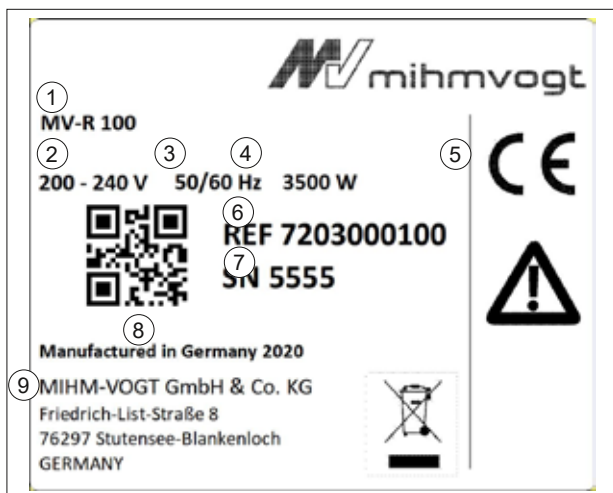 mihmvogt
1
MV-R 100
2 3 4 5
200 - 240 V 50/60 Hz 3500 W
CE
6
REF 7203000100
7
SN 5555
8
Manufactured in Germany 2020
9 MIHM-VOGT GmbH & Co. KG
Friedrich-List-Straße 8
76297 Stutensee-Blankenloch
GERMANY